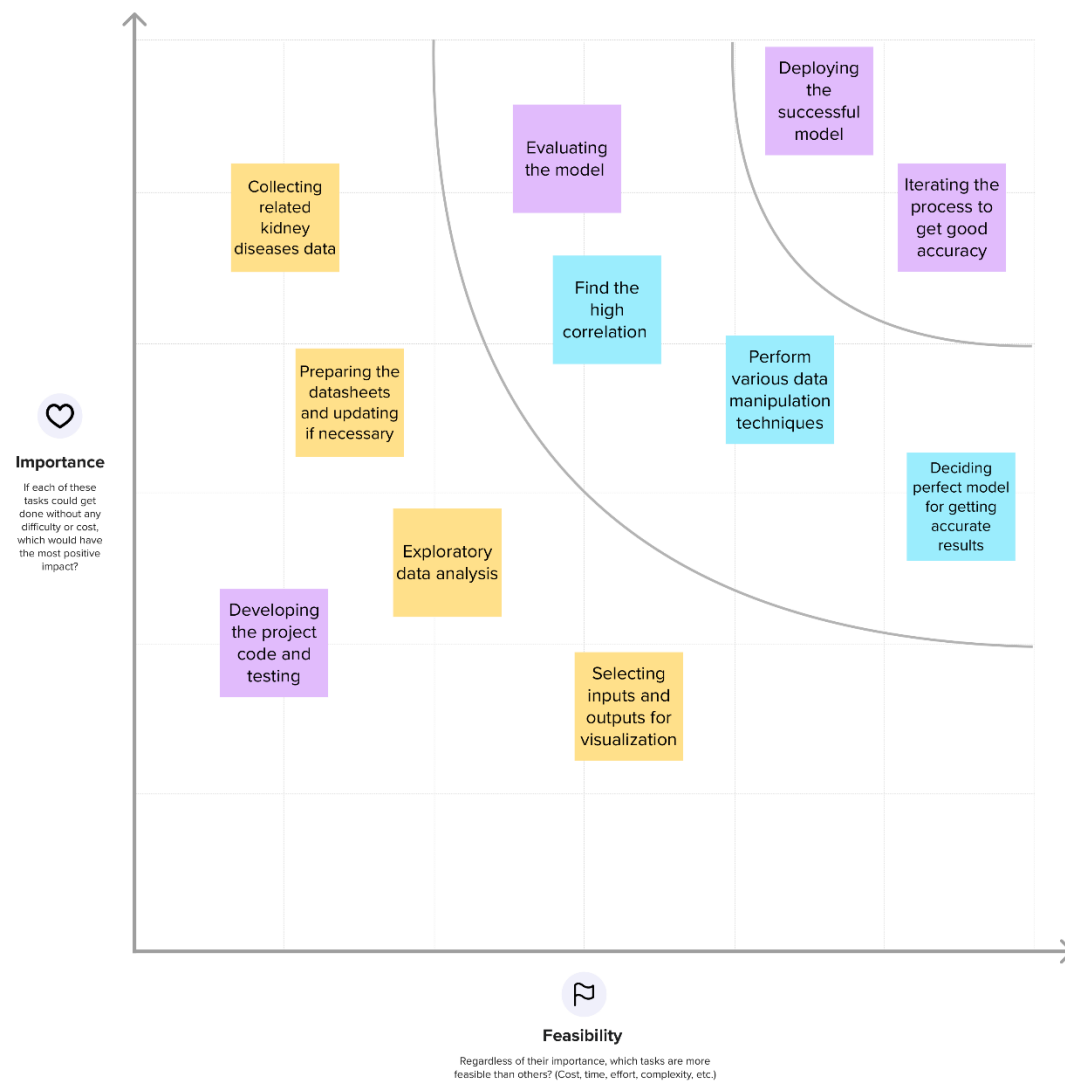 Deploying
the
successful
model
Evaluating
the model
Collecting
related
kidney
diseases data
Iterating the
process to
get good
accuracy
Find the
high
correlation
Perform
various data
manipulation
techniques
Preparing the
datasheets
and updating
if necessary
Deciding
perfect model
for getting
accurate
results
Importance
If each of these
tasks could get
done without any
difficulty or cost,
which would have
the most positive
impact?
Exploratory
data analysis
Developing
the project
code and
testing
Selecting
inputs and
outputs for
visualization
Feasibility
Regardless of their importance, which tasks are more
feasible than others? (Cost, time, effort, complexity, etc.)